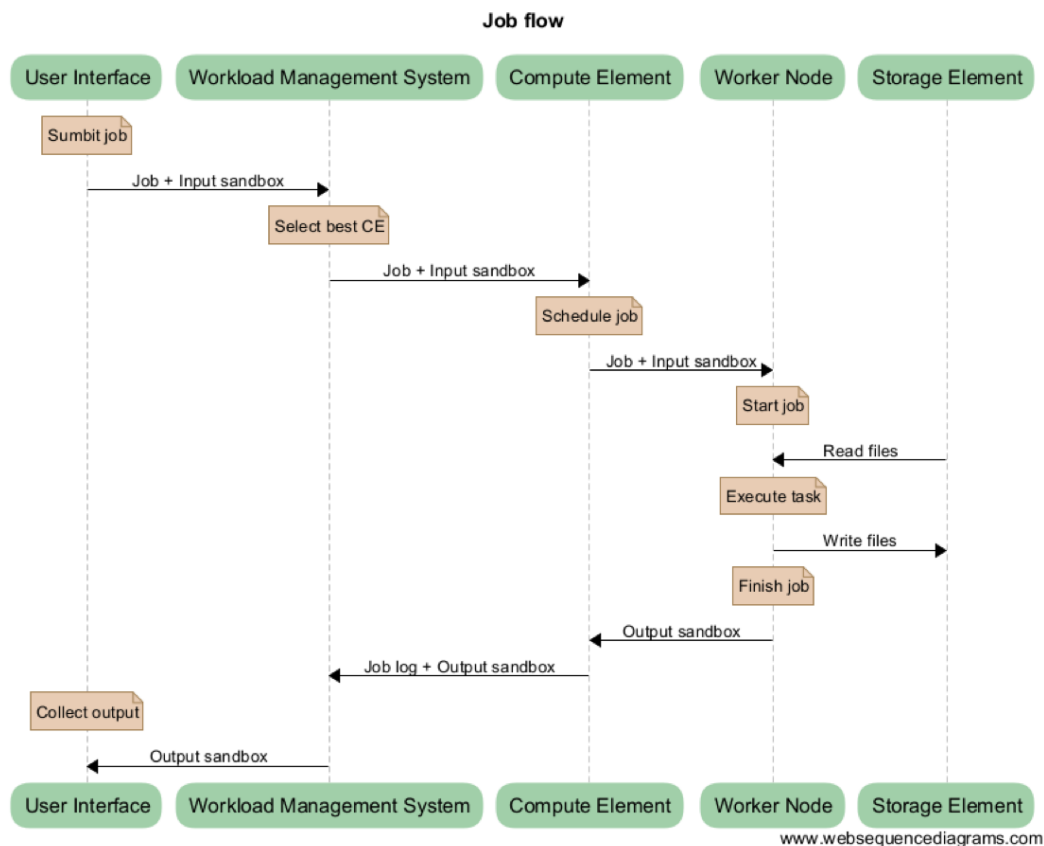 Job flow
User Interface
Workload Management System
Compute Element
Worker Node
Storage Element
Sumbit job
Job + Input sandbox
Select best CE
Job + Input sandbox
Schedule job
Job + Input sandbox
Start job
Read files
Execute task
Write files
Finish job
Output sandbox
Job log + Output sandbox
Collect output
Output sandbox
User Interface
Workload Management System
Compute Element
Worker Node
Storage Element
www.websequencediagrams.com